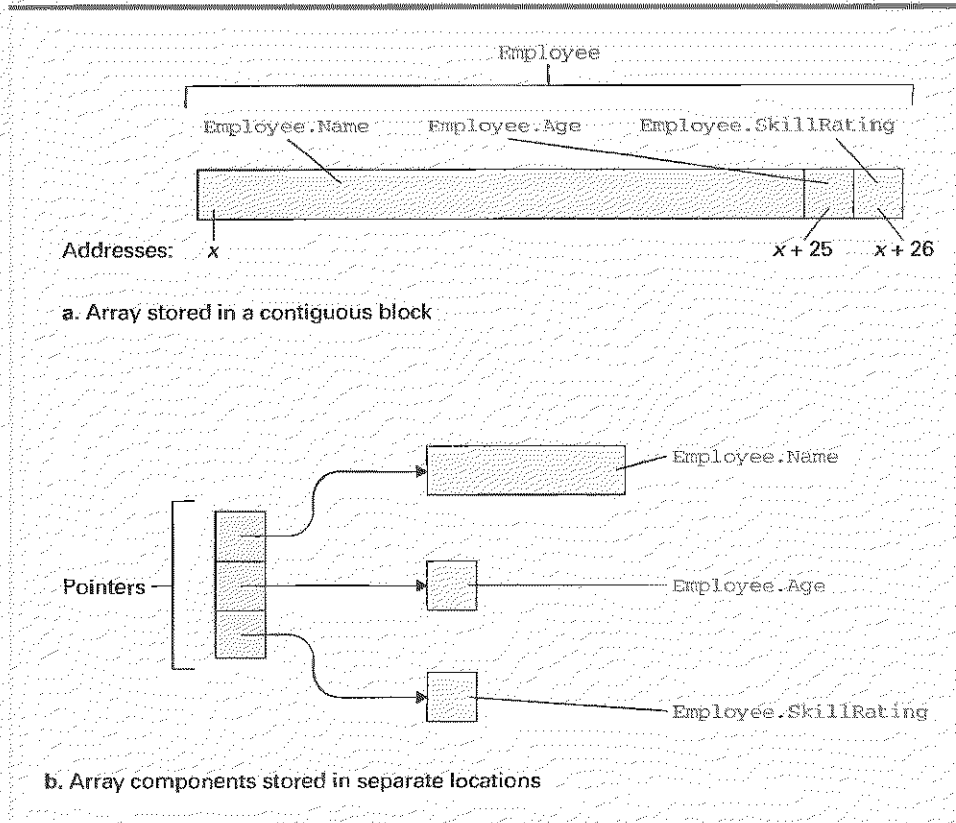 Employee
Employee.Name Employee.Age Employee.SkillRating
Addresses: x x + 25 x + 26
a. Array stored in a contiguous block
Employee.Name
Pointers
Employee.Age
Employee.SkillRating
b. Array components stored in separate locations